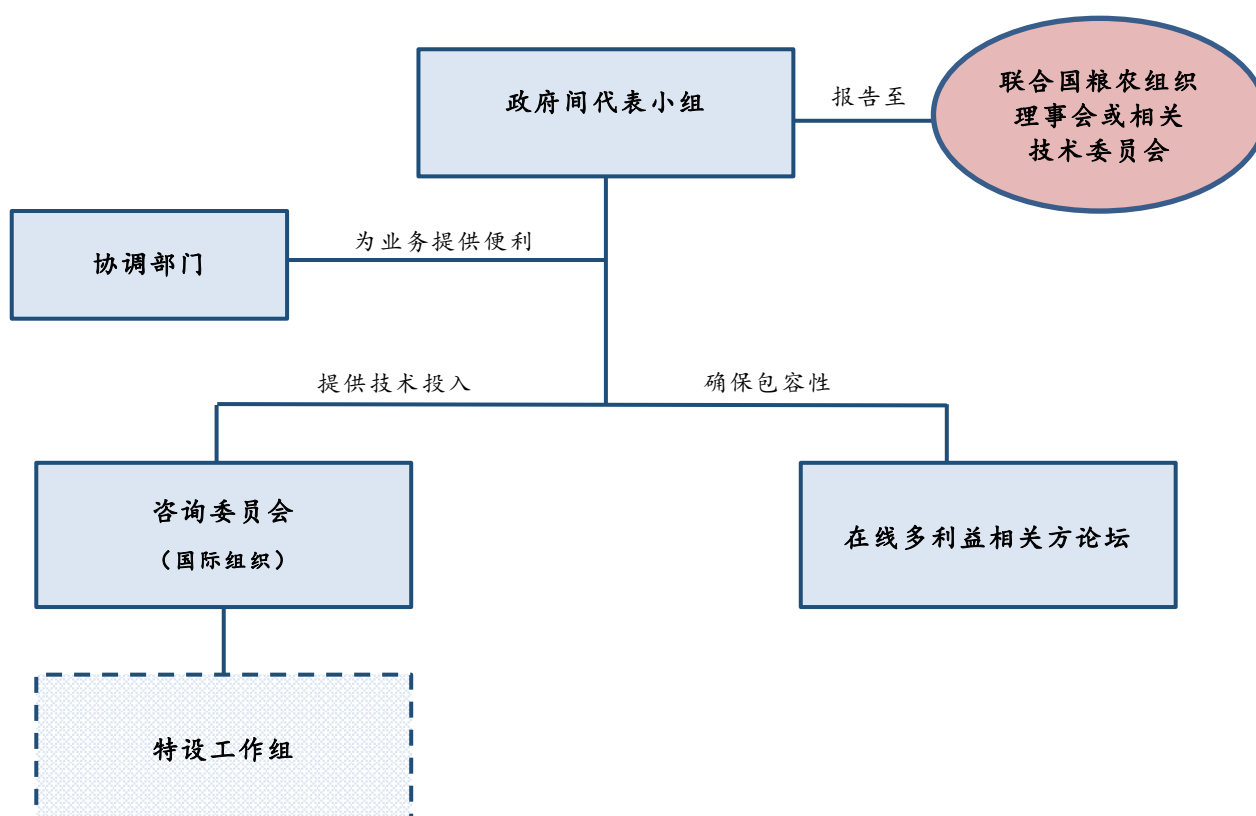 政府间代表小组
报告至
联合国粮农组织
理事会或相关
技术委员会
协调部门
为业务提供便利
提供技术投入
确保包容性
咨询委员会
（国际组织）
在线多利益相关方论坛
特设工作组